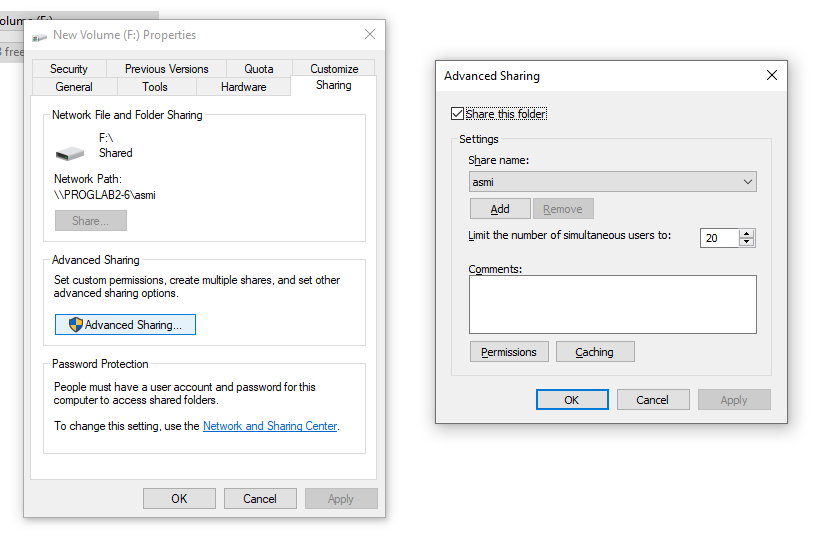 New Volume (F:) Properties
Security
Previous Versions
Quota
Customize
General
Tools
Hardware
Sharing
Network File and Folder Sharing
F:\
Shared
Network Path:
\\PROGLAB2-6\asmi
Share...
Advanced Sharing
Set custom permissions, create multiple shares, and set other
advanced sharing options.
Advanced Sharing...
Password Protection
People must have a user account and password for this
computer to access shared folders.
To change this setting, use the Network and Sharing Center.
OK
Cancel
Apply
Advanced Sharing
Share this folder
Settings
Share name:
asmi
Add
Remove
Limit the number of simultaneous users to:
20
Comments:
Permissions
Caching
OK
Cancel
Apply